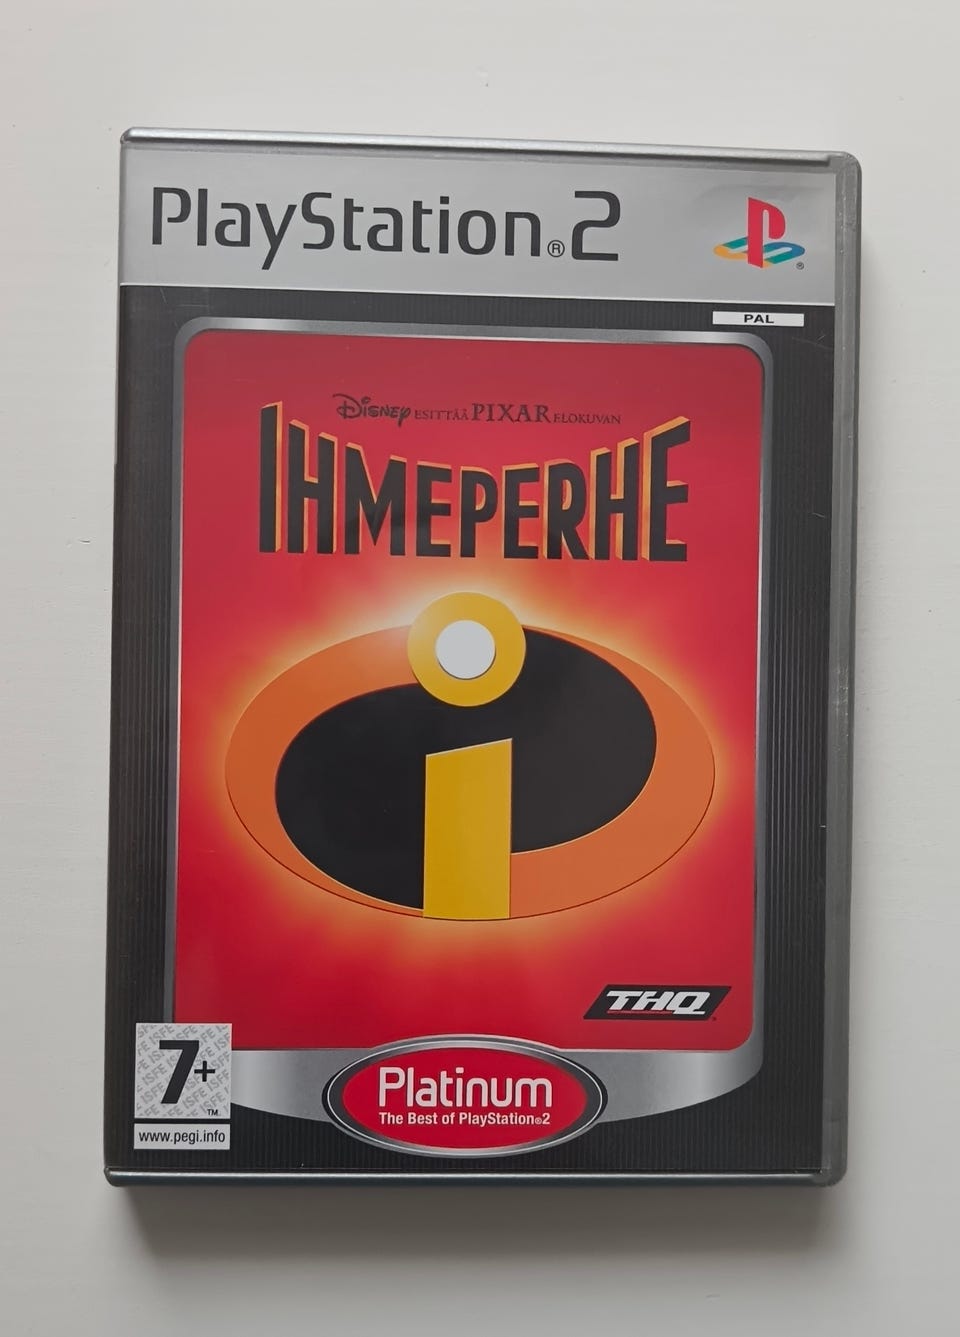 PlayStation®2
PAL
Disney ESITTÄÄ PIXAR ELOKUVAN
IHMEPERHE
i
THQ
7+
™
www.pegi.info
Platinum
The Best of PlayStation®2